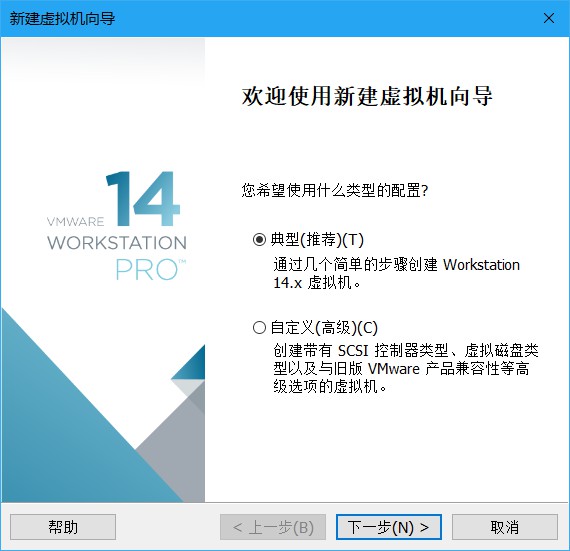 新建虚拟机向导
欢迎使用新建虚拟机向导
14
VMWARE
WORKSTATION
PRO™
您希望使用什么类型的配置?
典型(推荐)(T)
通过几个简单的步骤创建 Workstation
14.x 虚拟机。
自定义(高级)(C)
创建带有 SCSI 控制器类型、虚拟磁盘类
型以及与旧版 VMware 产品兼容性等高
级选项的虚拟机。
帮助
< 上一步(B)
下一步(N) >
取消